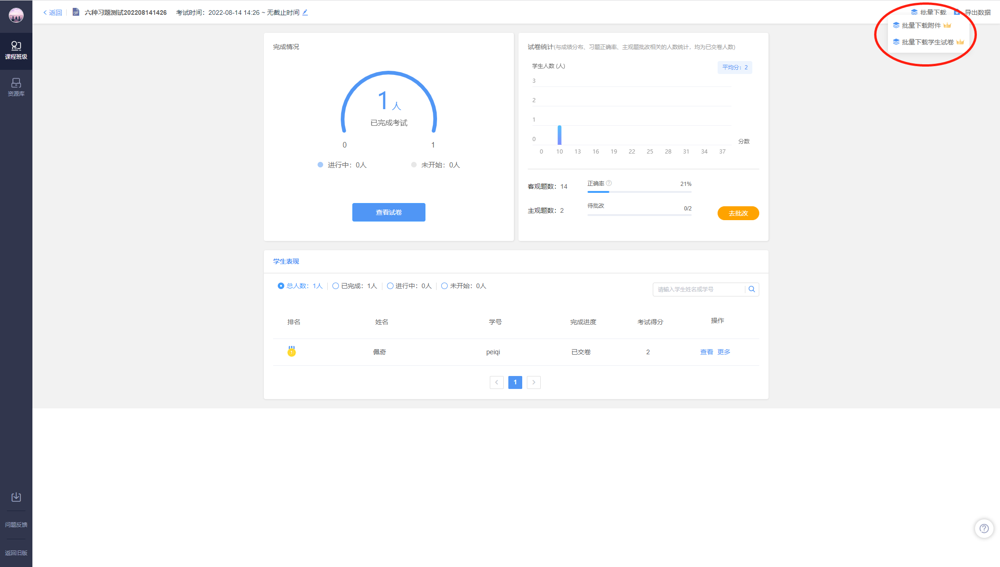 课程班级
资源库
问题反馈
返回旧版
返回 六种习题测试202208141426 考试时间：2022-08-14 14:26 ~ 无截止时间
批量下载 导出数据
批量下载附件
批量下载学生试卷
完成情况
1 人
已完成考试
0 1
进行中：0人 未开始：0人
查看试卷
试卷统计(与成绩分布、习题正确率、主观题批改相关的人数统计，均为已交卷人数)
学生人数 (人) 平均分：2
3
2
1
0
分数
0 10 13 16 19 22 25 28 31 34 37
客观题数：14 正确率 21%
主观题数：2 待批改 0/2 去批改
学生表现
总人数：1人 已完成：1人 进行中：0人 未开始：0人 请输入学生姓名或学号
排名 姓名 学号 完成进度 考试得分 操作
1 佩奇 peiqi 已交卷 2 查看 更多
1